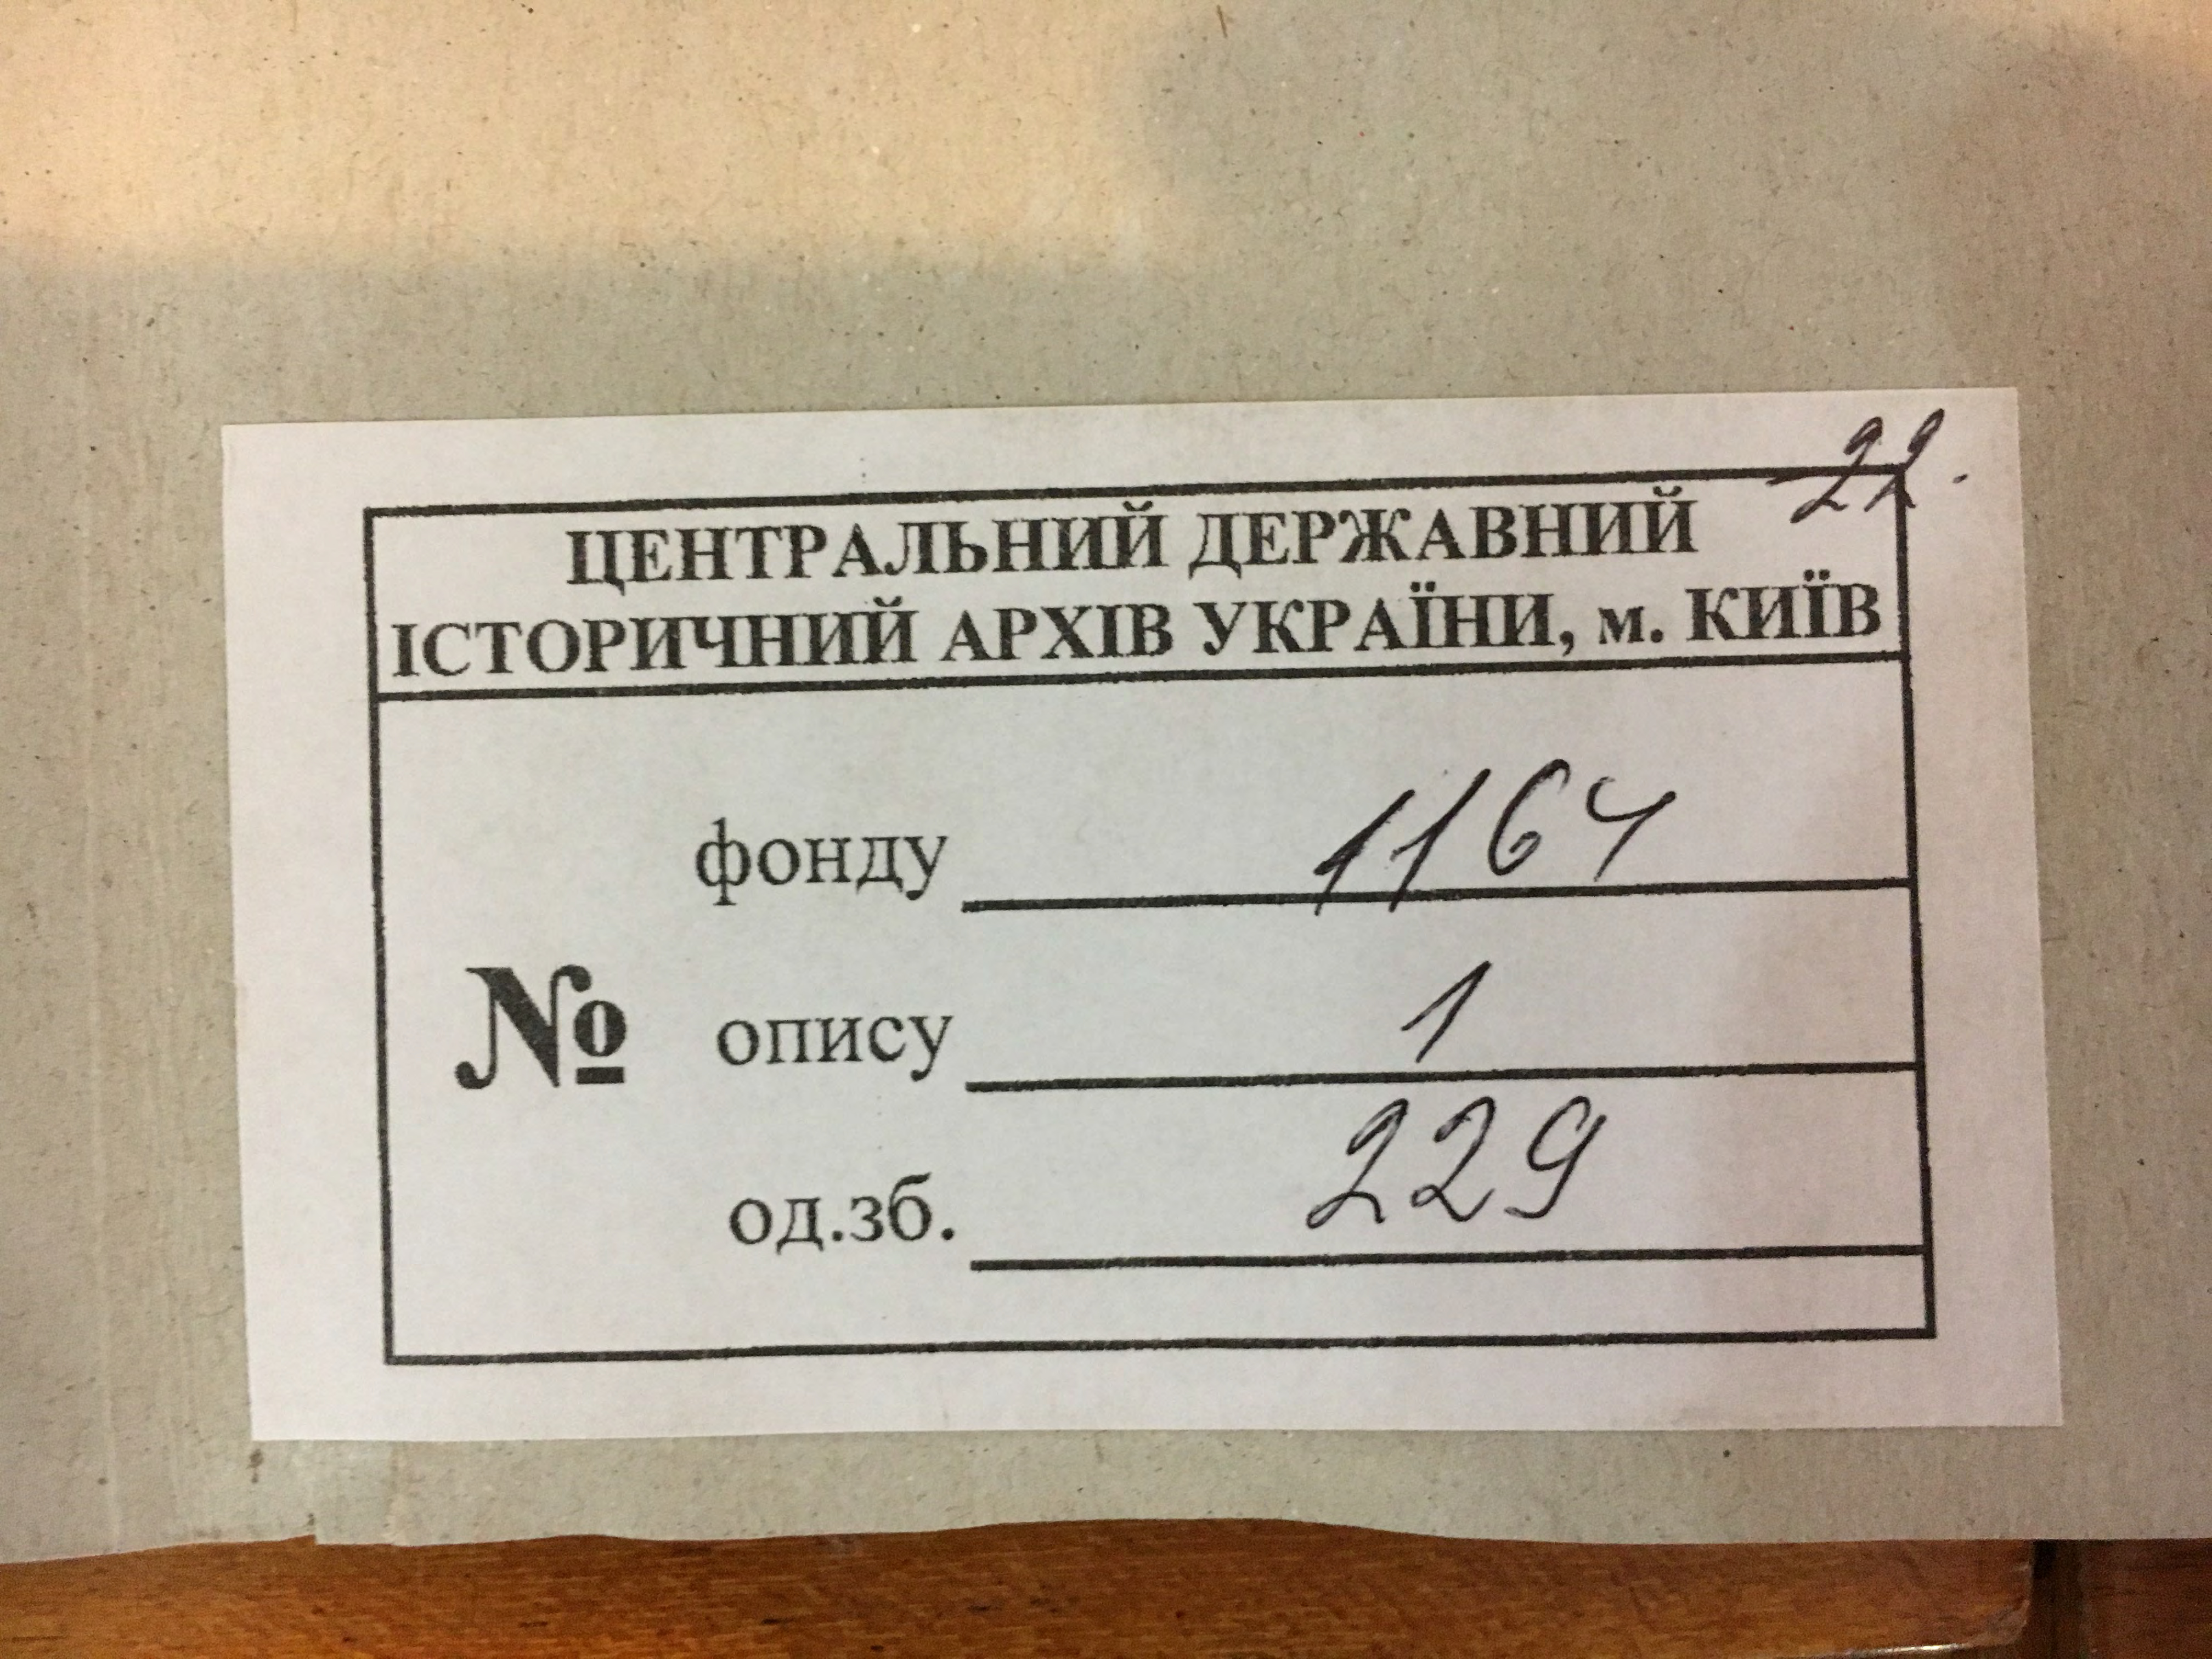 22.
ЦЕНТРАЛЬНИЙ ДЕРЖАВНИЙ
ІСТОРИЧНИЙ АРХІВ УКРАЇНИ, м. КИЇВ
фонду 1164
№ опису 1
од.зб. 229